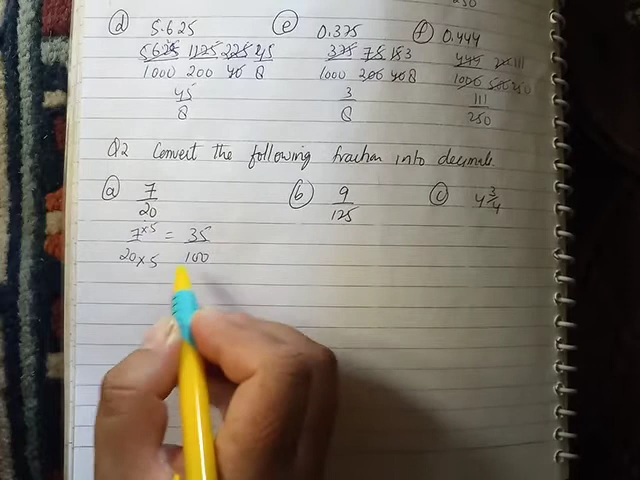 250
(d) 5.625 (e) 0.375 (f) 0.444
5625 1125 225 45 375 75 15 3 444 111
1000 200 40 8 1000 200 40 8 1000 500 250
45 3 111
8 8 250
Q2 Convert the following fraction into decimals.
(a) 7/20 (b) 9/125 (c) 4 3/4
7×5 = 35
20×5 100